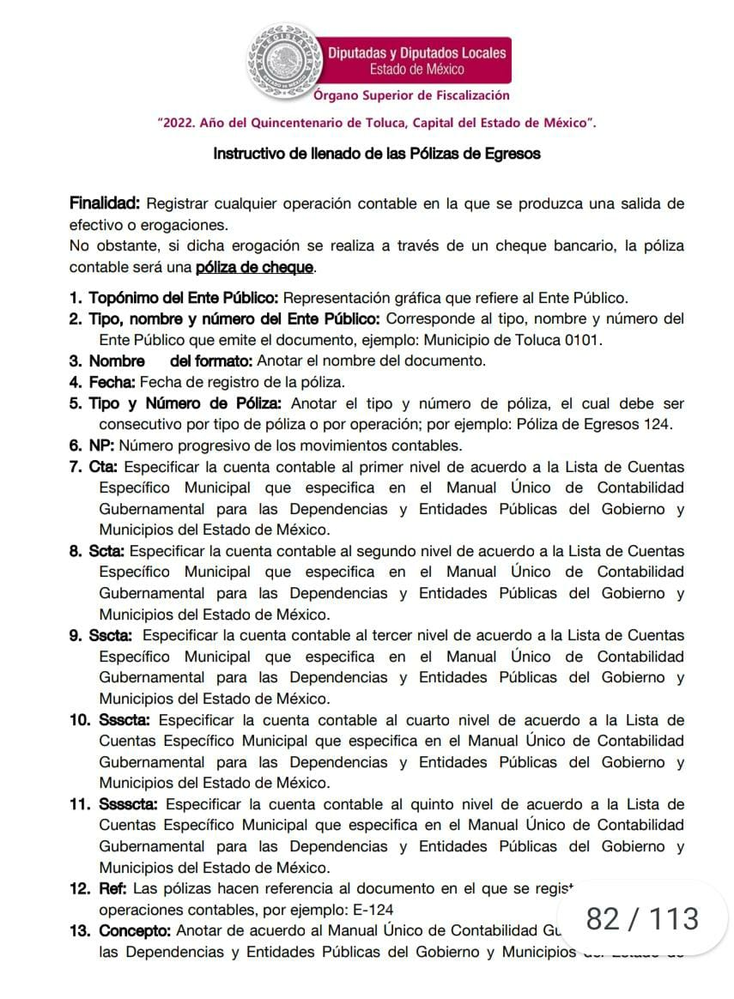 LXI LEGISLATURA
ESTADO DE MÉXICO
Diputadas y Diputados Locales
Estado de México
Órgano Superior de Fiscalización
“2022. Año del Quincentenario de Toluca, Capital del Estado de México”.
Instructivo de llenado de las Pólizas de Egresos
Finalidad: Registrar cualquier operación contable en la que se produzca una salida de
efectivo o erogaciones.
No obstante, si dicha erogación se realiza a través de un cheque bancario, la póliza
contable será una póliza de cheque.
1. Topónimo del Ente Público: Representación gráfica que refiere al Ente Público.
2. Tipo, nombre y número del Ente Público: Corresponde al tipo, nombre y número del
Ente Público que emite el documento, ejemplo: Municipio de Toluca 0101.
3. Nombre del formato: Anotar el nombre del documento.
4. Fecha: Fecha de registro de la póliza.
5. Tipo y Número de Póliza: Anotar el tipo y número de póliza, el cual debe ser
consecutivo por tipo de póliza o por operación; por ejemplo: Póliza de Egresos 124.
6. NP: Número progresivo de los movimientos contables.
7. Cta: Especificar la cuenta contable al primer nivel de acuerdo a la Lista de Cuentas
Específico Municipal que especifica en el Manual Único de Contabilidad
Gubernamental para las Dependencias y Entidades Públicas del Gobierno y
Municipios del Estado de México.
8. Scta: Especificar la cuenta contable al segundo nivel de acuerdo a la Lista de Cuentas
Específico Municipal que especifica en el Manual Único de Contabilidad
Gubernamental para las Dependencias y Entidades Públicas del Gobierno y
Municipios del Estado de México.
9. Sscta: Especificar la cuenta contable al tercer nivel de acuerdo a la Lista de Cuentas
Específico Municipal que especifica en el Manual Único de Contabilidad
Gubernamental para las Dependencias y Entidades Públicas del Gobierno y
Municipios del Estado de México.
10. Ssscta: Especificar la cuenta contable al cuarto nivel de acuerdo a la Lista de
Cuentas Específico Municipal que especifica en el Manual Único de Contabilidad
Gubernamental para las Dependencias y Entidades Públicas del Gobierno y
Municipios del Estado de México.
11. Sssscta: Especificar la cuenta contable al quinto nivel de acuerdo a la Lista de
Cuentas Específico Municipal que especifica en el Manual Único de Contabilidad
Gubernamental para las Dependencias y Entidades Públicas del Gobierno y
Municipios del Estado de México.
12. Ref: Las pólizas hacen referencia al documento en el que se regist
operaciones contables, por ejemplo: E-124
13. Concepto: Anotar de acuerdo al Manual Único de Contabilidad Gu
las Dependencias y Entidades Públicas del Gobierno y Municipios
82 / 113